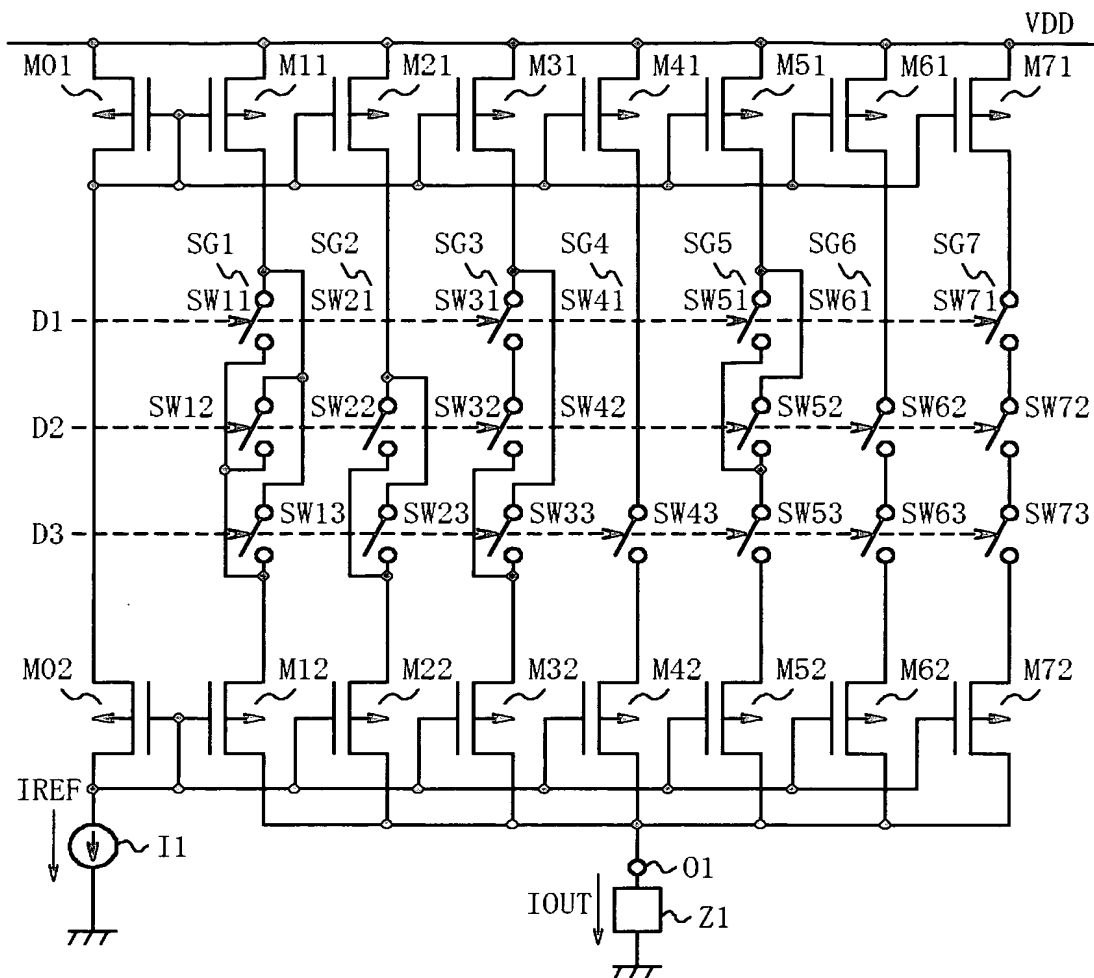 VDD
M01 M11 M21 M31 M41 M51 M61 M71
SG1 SG2 SG3 SG4 SG5 SG6 SG7
SW11 SW21 SW31 SW41 SW51 SW61 SW71
D1
SW12 SW22 SW32 SW42 SW52 SW62 SW72
D2
SW13 SW23 SW33 SW43 SW53 SW63 SW73
D3
M02 M12 M22 M32 M42 M52 M62 M72
IREF
I1
O1
IOUT
Z1